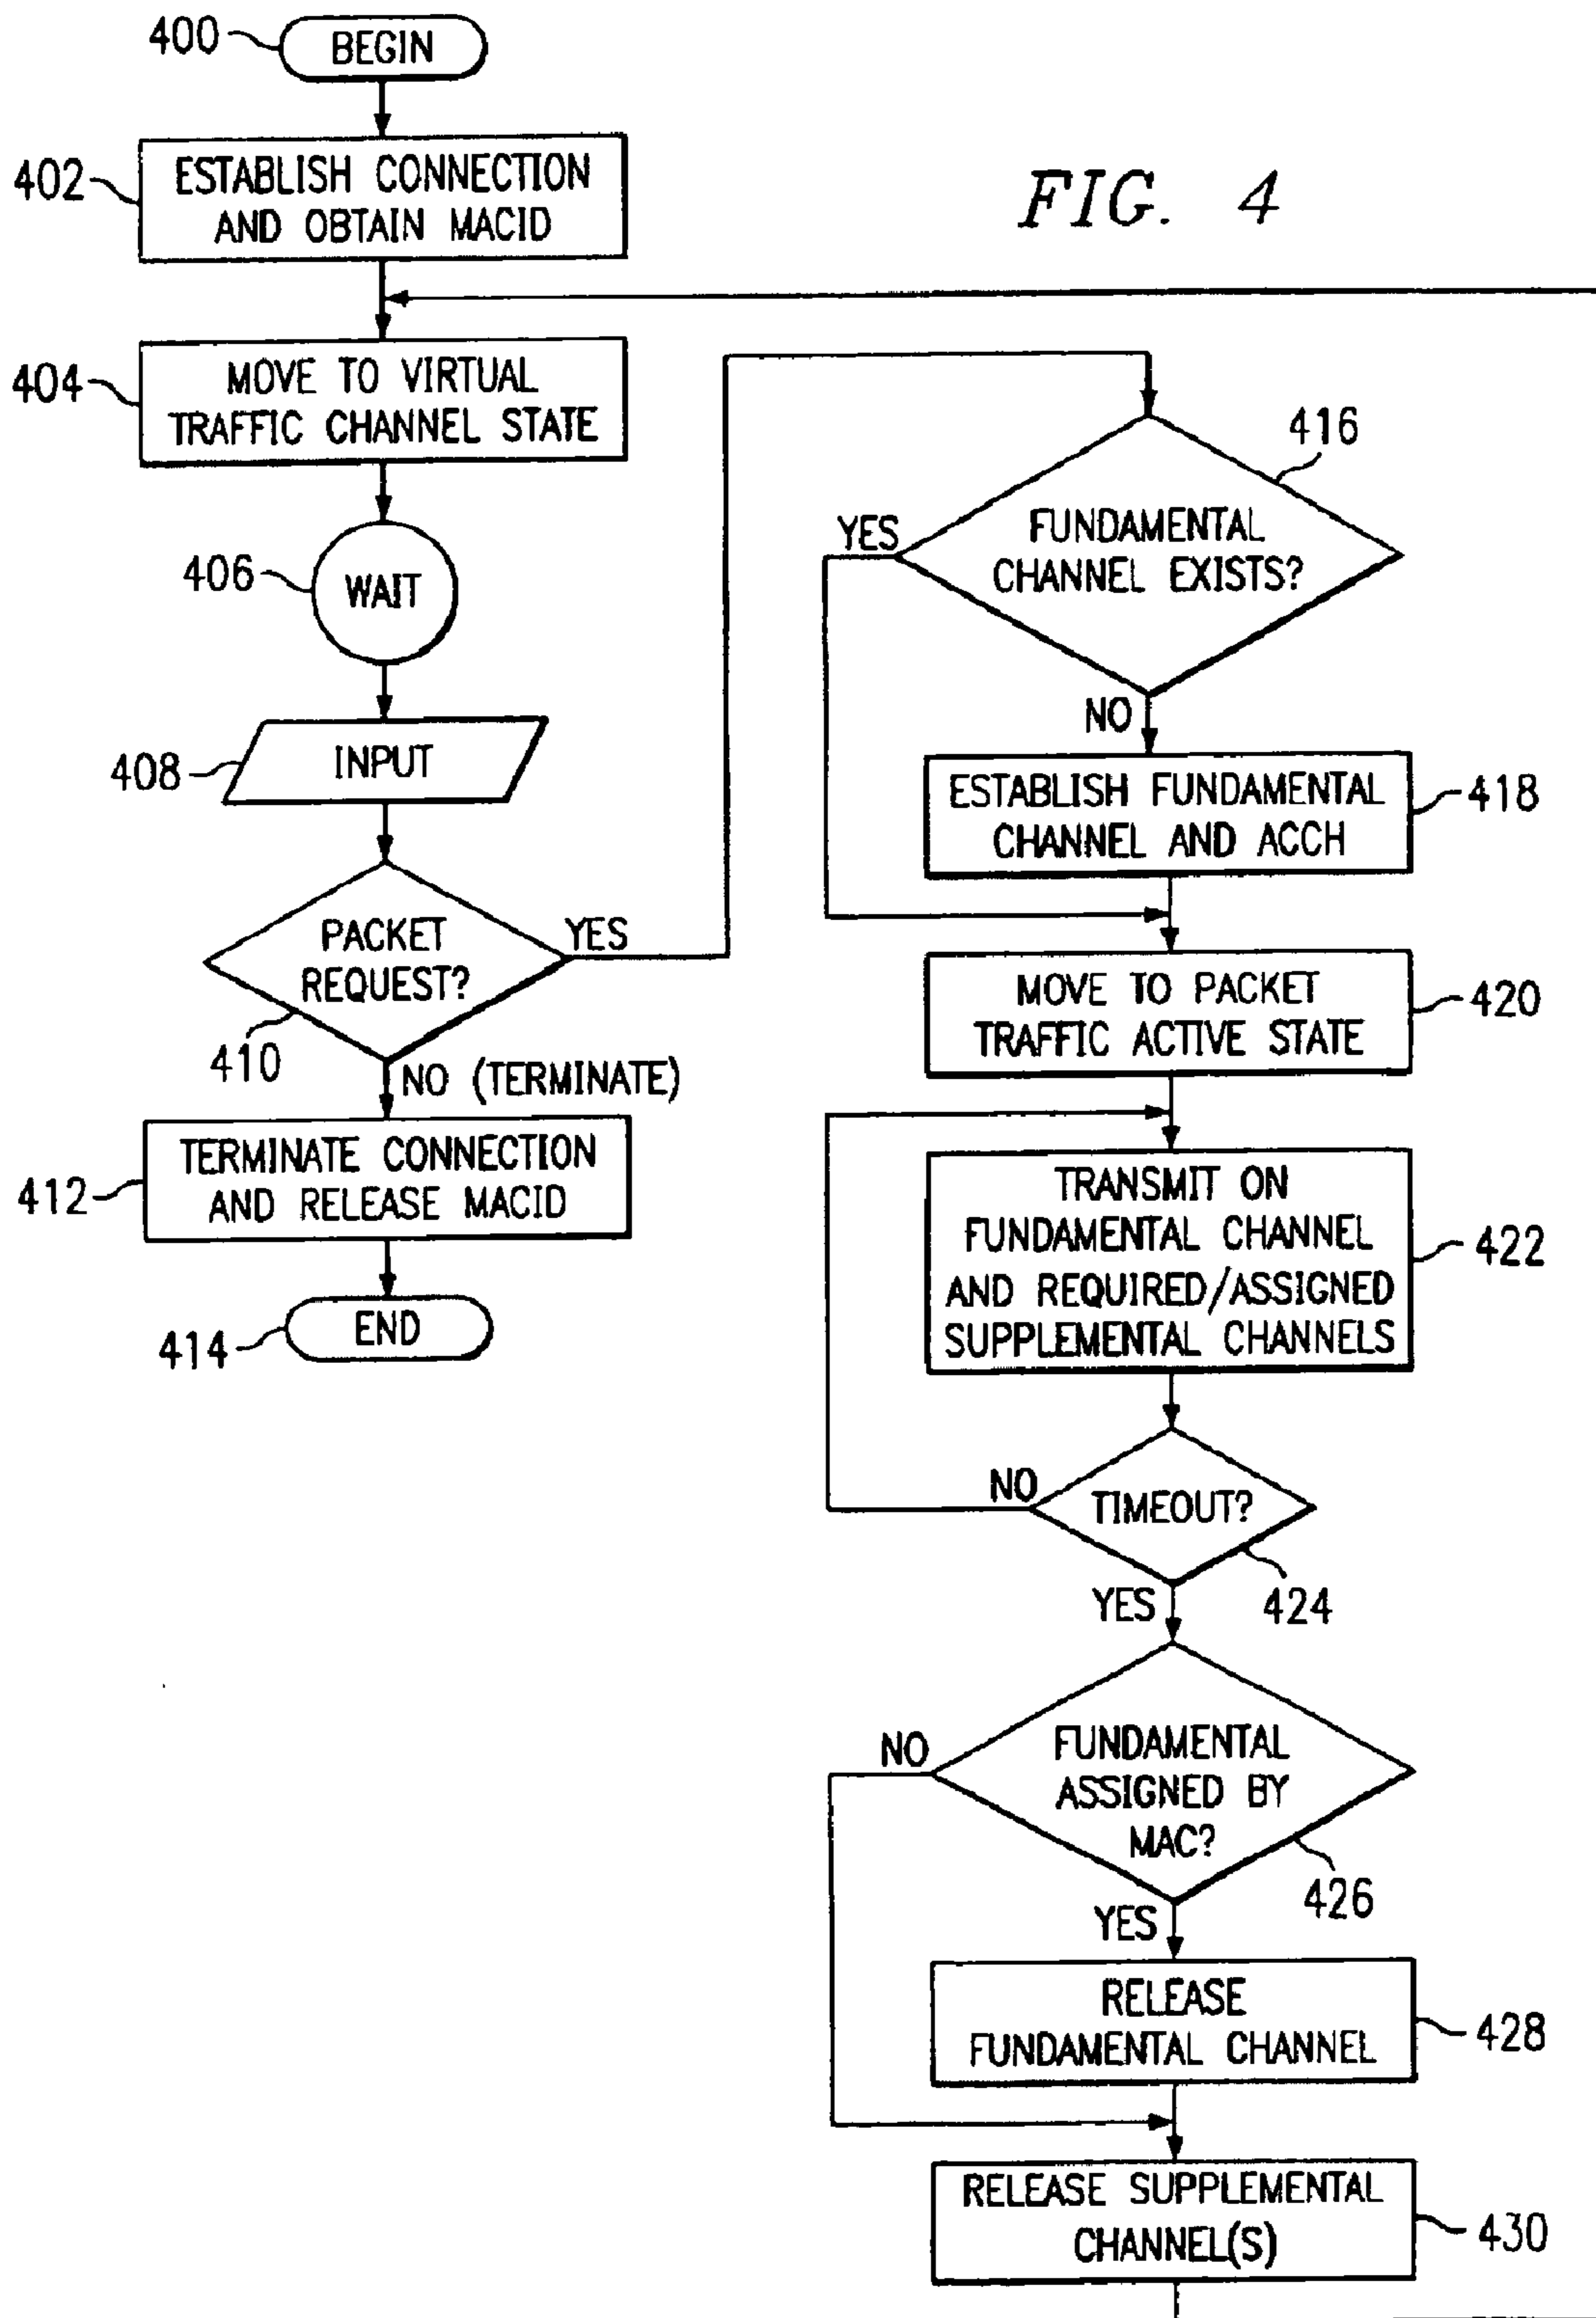 400
BEGIN
402
ESTABLISH CONNECTION
AND OBTAIN MACID
FIG. 4
404
MOVE TO VIRTUAL
TRAFFIC CHANNEL STATE
406
WAIT
408
INPUT
PACKET
REQUEST?
YES
410
NO (TERMINATE)
412
TERMINATE CONNECTION
AND RELEASE MACID
414
END
416
YES
FUNDAMENTAL
CHANNEL EXISTS?
NO
ESTABLISH FUNDAMENTAL
CHANNEL AND ACCH
418
MOVE TO PACKET
TRAFFIC ACTIVE STATE
420
TRANSMIT ON
FUNDAMENTAL CHANNEL
AND REQUIRED/ASSIGNED
SUPPLEMENTAL CHANNELS
422
NO
TIMEOUT?
424
YES
NO
FUNDAMENTAL
ASSIGNED BY
MAC?
426
YES
RELEASE
FUNDAMENTAL CHANNEL
428
RELEASE SUPPLEMENTAL
CHANNEL(S)
430